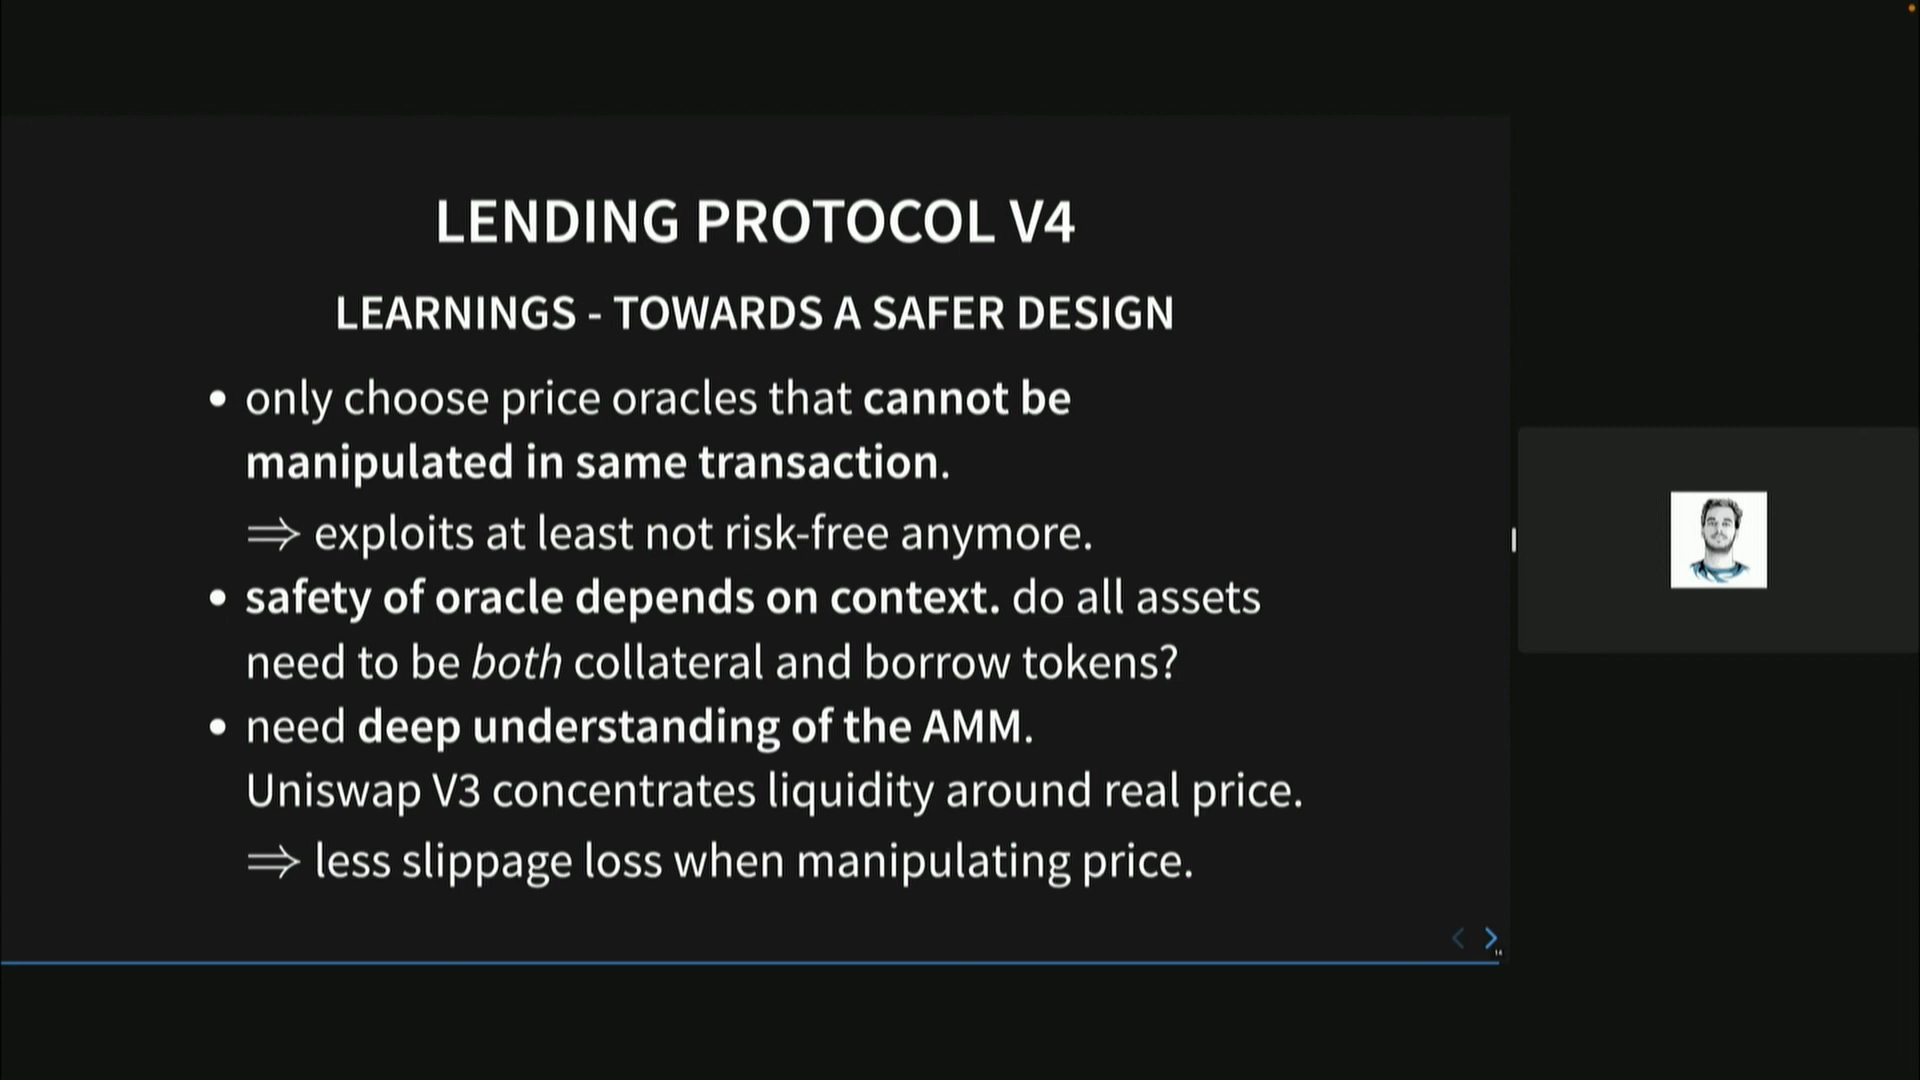 LENDING PROTOCOL V4
LEARNINGS - TOWARDS A SAFER DESIGN
• only choose price oracles that cannot be
manipulated in same transaction.
⇒ exploits at least not risk-free anymore.
• safety of oracle depends on context. do all assets
need to be both collateral and borrow tokens?
• need deep understanding of the AMM.
Uniswap V3 concentrates liquidity around real price.
⇒ less slippage loss when manipulating price.